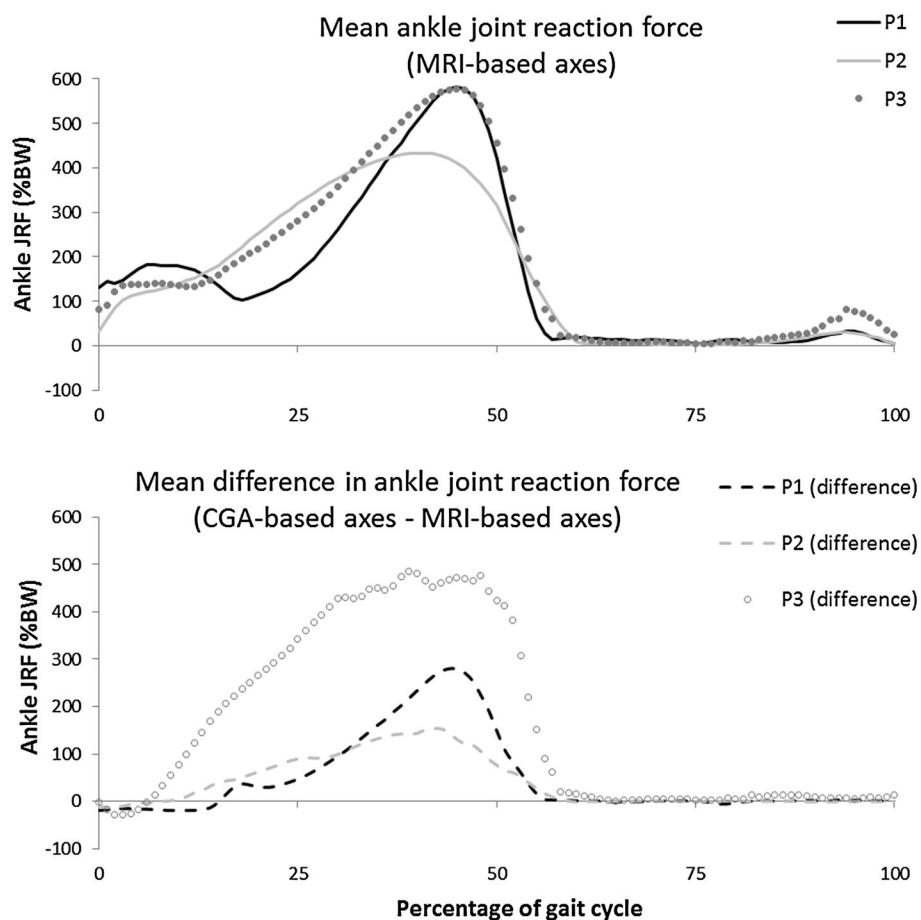 Mean ankle joint reaction force
(MRI-based axes)
P1
P2
P3
Ankle JRF (%BW)
600
500
400
300
200
100
0
-100
0
25
50
75
100
Mean difference in ankle joint reaction force
(CGA-based axes - MRI-based axes)
P1 (difference)
P2 (difference)
P3 (difference)
Ankle JRF (%BW)
600
500
400
300
200
100
0
-100
0
25
50
75
100
Percentage of gait cycle